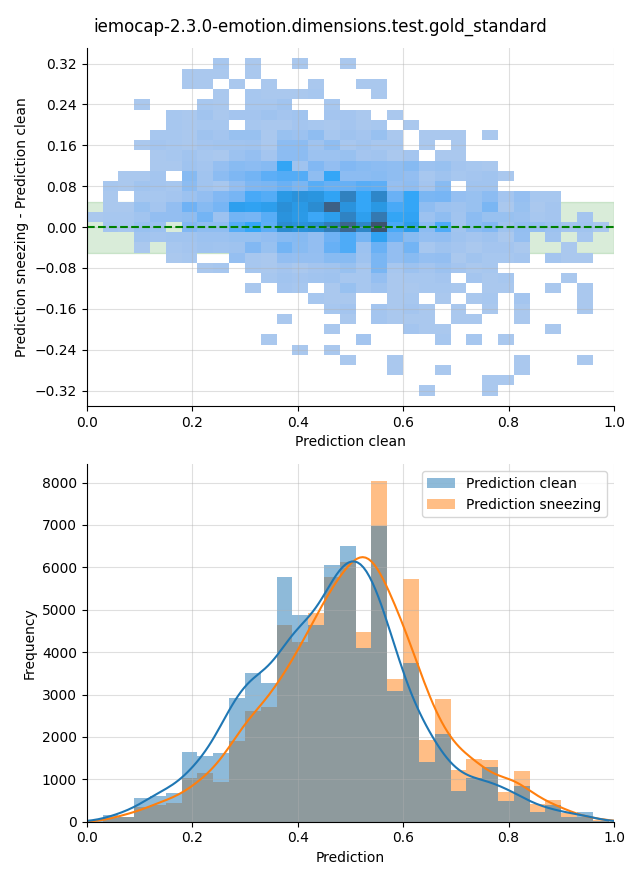 iemocap-2.3.0-emotion.dimensions.test.gold_standard
0.32
0.24
0.16
0.08
0.00
−0.08
−0.16
−0.24
−0.32
Prediction sneezing - Prediction clean
0.0 0.2 0.4 0.6 0.8 1.0
Prediction clean
8000
7000
6000
5000
4000
3000
2000
1000
0
Frequency
Prediction clean
Prediction sneezing
0.0 0.2 0.4 0.6 0.8 1.0
Prediction